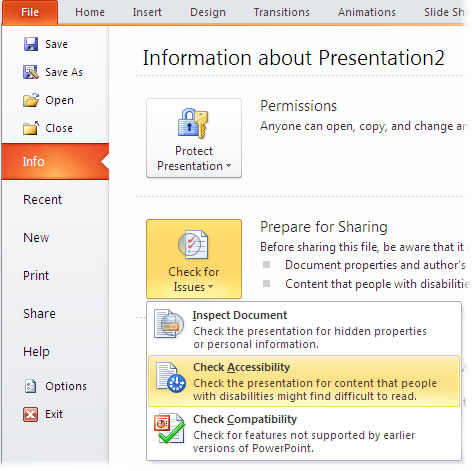 File Home Insert Design Transitions Animations Slide
Save
Save As
Open
Close
Info
Recent
New
Print
Share
Help
Options
Exit
Information about Presentation2
Permissions
Anyone can open, copy, and change
Protect
Presentation
Prepare for Sharing
Before sharing this file, be aware that it
Document properties and author's
Content that people with disabilities
Check for
Issues
Inspect Document
Check the presentation for hidden properties
or personal information.
Check Accessibility
Check the presentation for content that people
with disabilities might find difficult to read.
Check Compatibility
Check for features not supported by earlier
versions of PowerPoint.